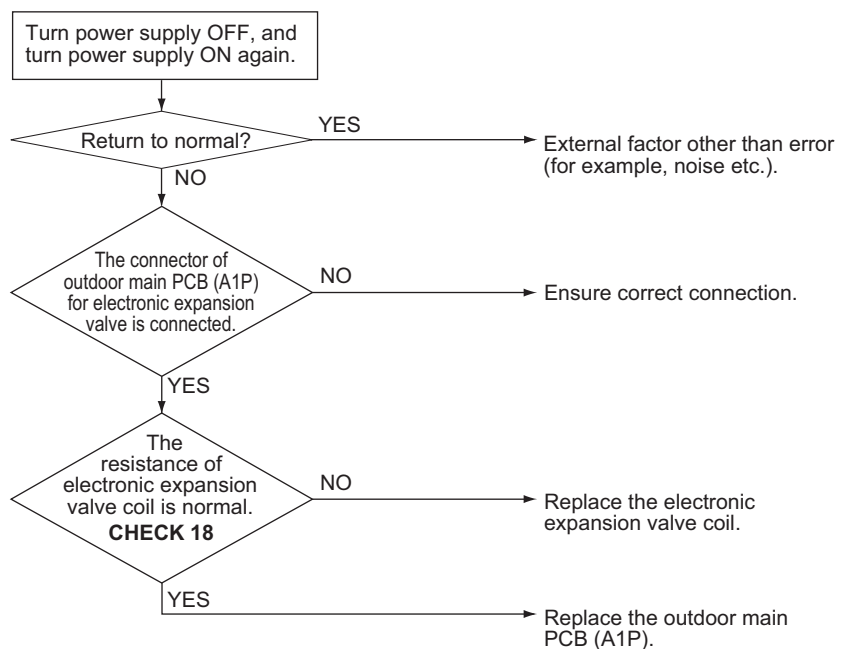 Turn power supply OFF, and
turn power supply ON again.
Return to normal?
YES
External factor other than error
(for example, noise etc.).
NO
The connector of
outdoor main PCB (A1P)
for electronic expansion
valve is connected.
NO
Ensure correct connection.
YES
The
resistance of
electronic expansion
valve coil is normal.
CHECK 18
NO
Replace the electronic
expansion valve coil.
YES
Replace the outdoor main
PCB (A1P).